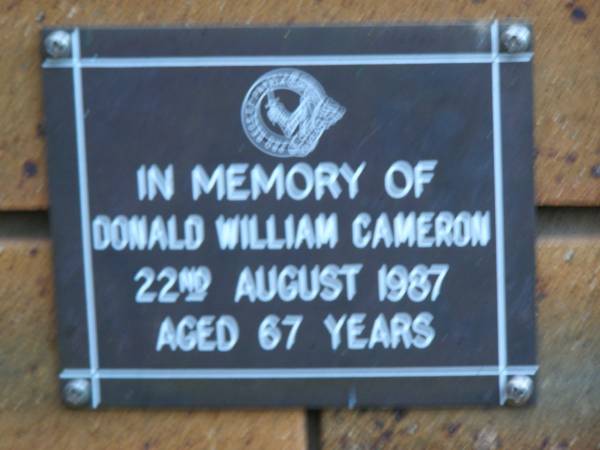 IN MEMORY OF
DONALD WILLIAM CAMERON
22ND AUGUST 1987
AGED 67 YEARS